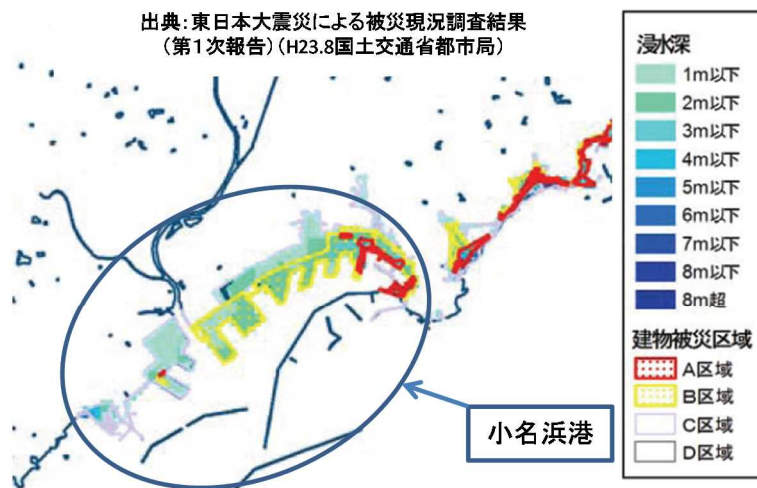 出典:東日本大震災による被災現況調査結果
(第１次報告)(H23.8国土交通省都市局)
浸水深
1m以下
2m以下
3m以下
4m以下
5m以下
6m以下
7m以下
8m以下
8m超
建物被災区域
A区域
B区域
C区域
D区域
小名浜港